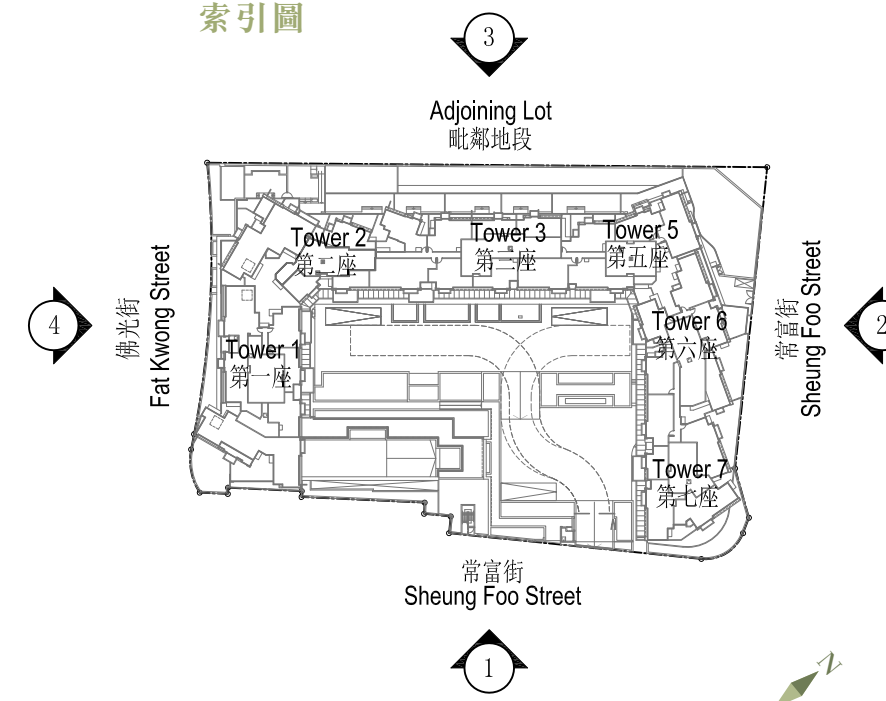 索引圖
3
Adjoining Lot
毗鄰地段
Tower 2
第二座
Tower 3
第三座
Tower 5
第五座
4
佛光街
Fat Kwong Street
Tower 1
第一座
Tower 6
第六座
常富街
Sheung Foo Street
2
Tower 7
第七座
常富街
Sheung Foo Street
1
N